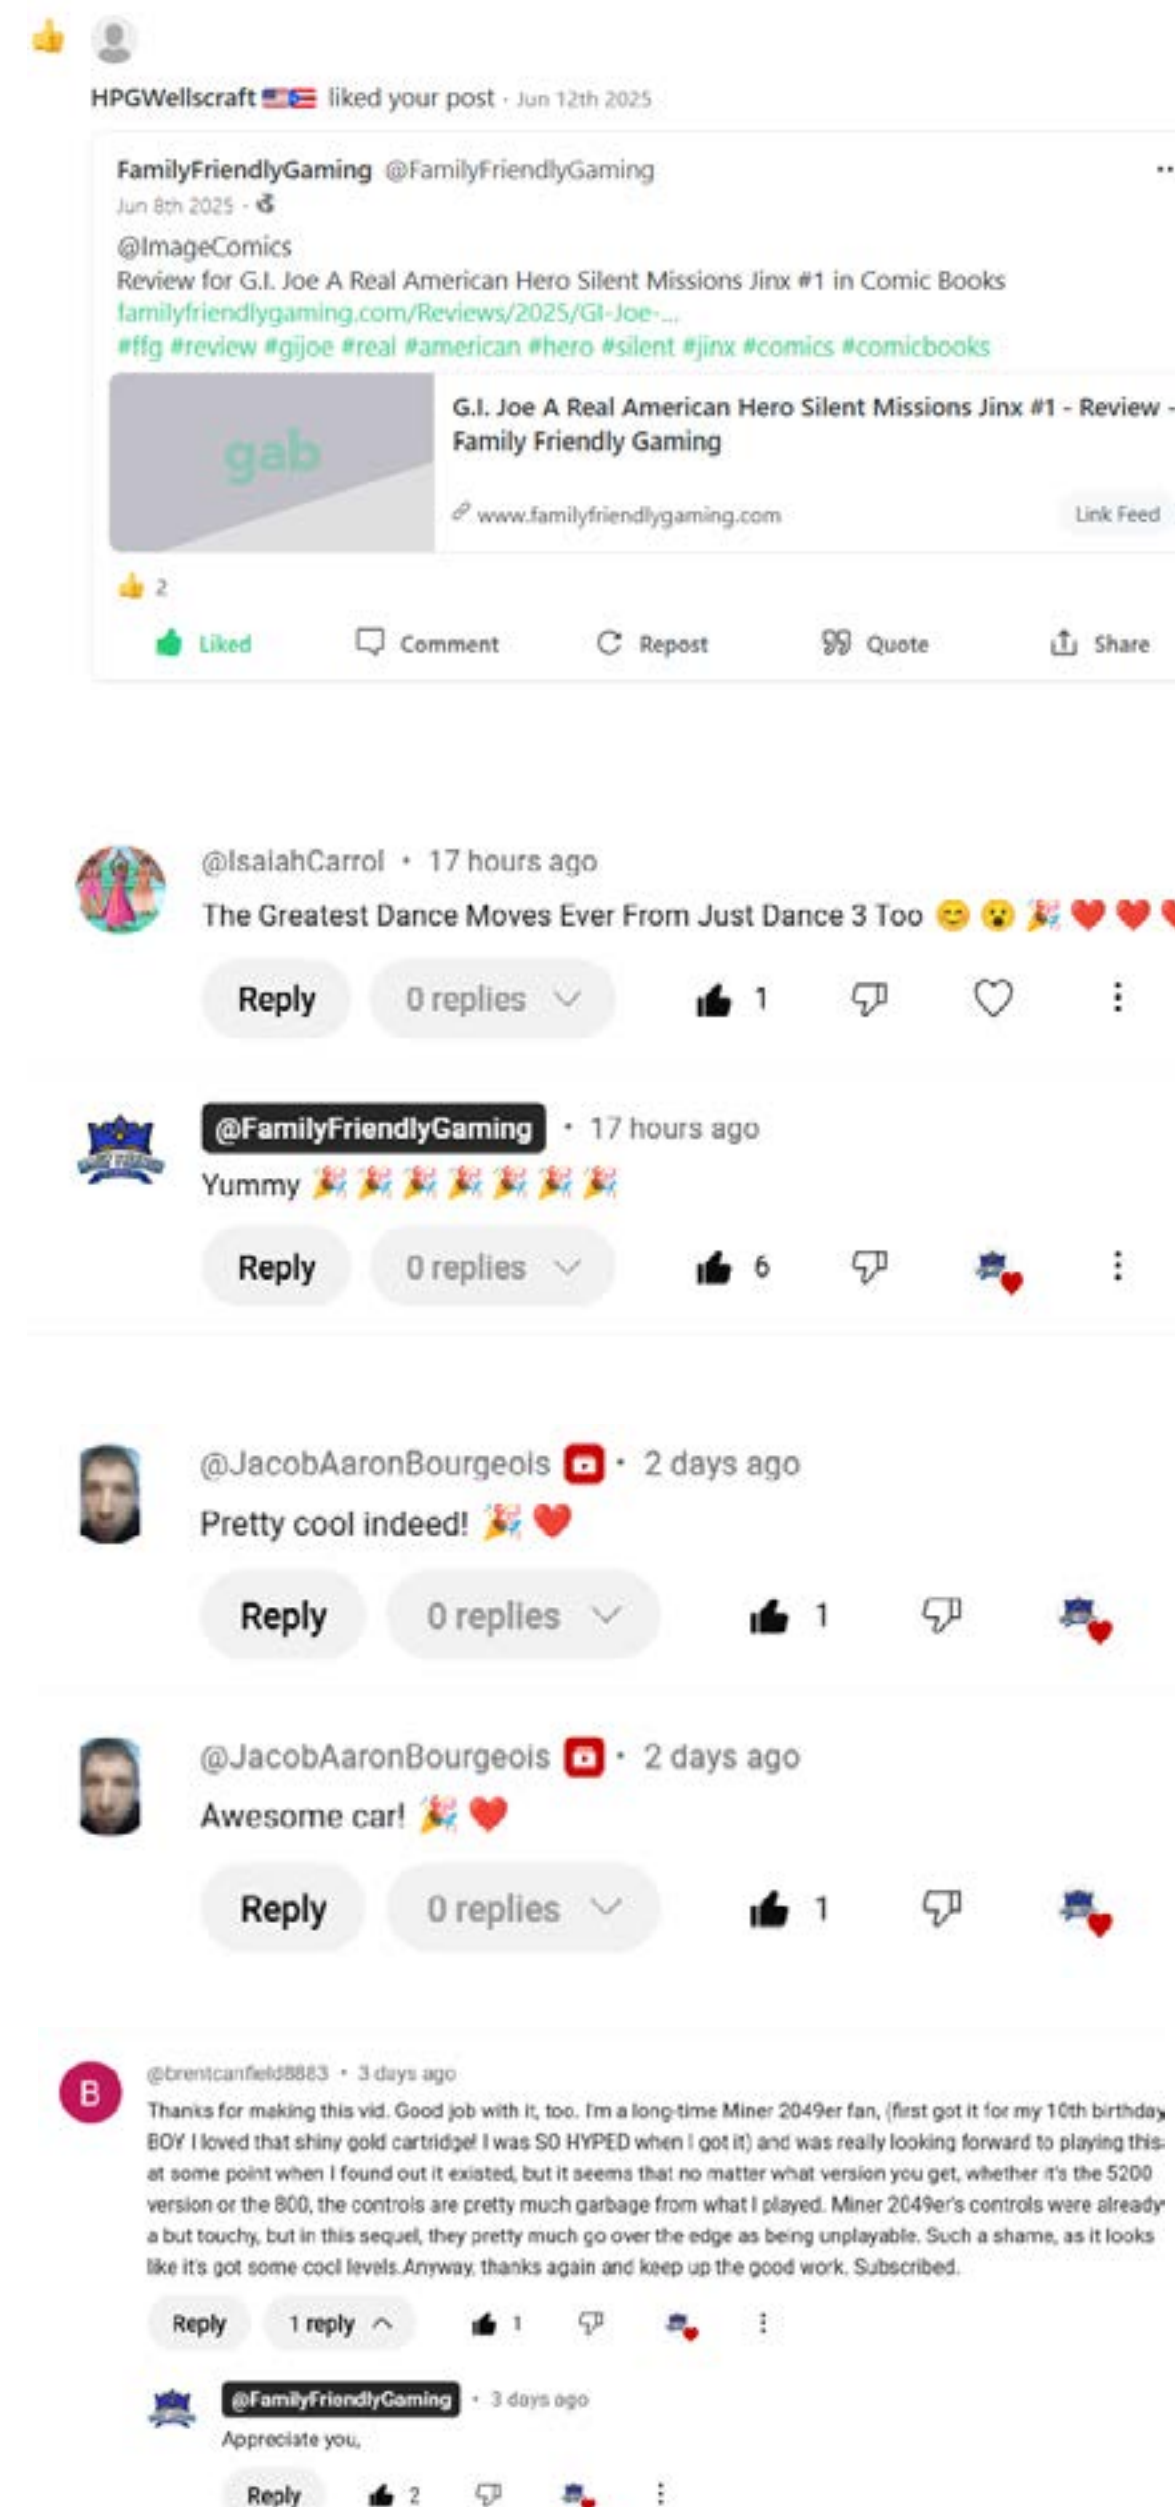 HPGWellscraft 🇺🇸🇵🇷 liked your post · Jun 12th 2025
FamilyFriendlyGaming @FamilyFriendlyGaming
Jun 8th 2025 ·
@ImageComics
Review for G.I. Joe A Real American Hero Silent Missions Jinx #1 in Comic Books
familyfriendlygaming.com/Reviews/2025/GI-Joe-...
#ffg #review #gijoe #real #american #hero #silent #jinx #comics #comicbooks
gab
G.I. Joe A Real American Hero Silent Missions Jinx #1 - Review -
Family Friendly Gaming
www.familyfriendlygaming.com Link Feed
👍 2
Liked Comment Repost Quote Share
@IsaiahCarrol • 17 hours ago
The Greatest Dance Moves Ever From Just Dance 3 Too 😊 😮 🎉 ❤️ ❤️ ❤️
Reply 0 replies 1
@FamilyFriendlyGaming • 17 hours ago
Yummy 🎉 🎉 🎉 🎉 🎉 🎉 🎉
Reply 0 replies 6
@JacobAaronBourgeois • 2 days ago
Pretty cool indeed! 🎉 ❤️
Reply 0 replies 1
@JacobAaronBourgeois • 2 days ago
Awesome car! 🎉 ❤️
Reply 0 replies 1
B
@brentcanfield8883 • 3 days ago
Thanks for making this vid. Good job with it, too. I'm a long-time Miner 2049er fan, (first got it for my 10th birthday
BOY I loved that shiny gold cartridge! I was SO HYPED when I got it) and was really looking forward to playing this
at some point when I found out it existed, but it seems that no matter what version you get, whether it's the 5200
version or the 800, the controls are pretty much garbage from what I played. Miner 2049er's controls were already
a but touchy, but in this sequel, they pretty much go over the edge as being unplayable. Such a shame, as it looks
like it's got some cool levels.Anyway, thanks again and keep up the good work. Subscribed.
Reply 1 reply 1
@FamilyFriendlyGaming • 3 days ago
Appreciate you,
Reply 2